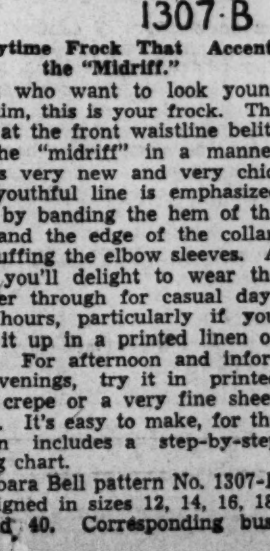 1307-B
ytime Frock That Accent
the "Midriff."
who want to look youn
im, this is your frock. Th
at the front waistline belit
he "midriff" in a manne
s very new and very chic
youthful line is emphasize
by banding the hem of th
and the edge of the colla
uffing the elbow sleeves. A
you'll delight to wear th
er through for casual day
hours, particularly if you
it up in a printed linen o
For afternoon and infor
venings, try it in printe
crepe or a very fine shee
. It's easy to make, for th
n includes a step-by-step
g chart.
bara Bell pattern No. 1307-B
igned in sizes 12, 14, 16, 18
d 40. Corresponding bus